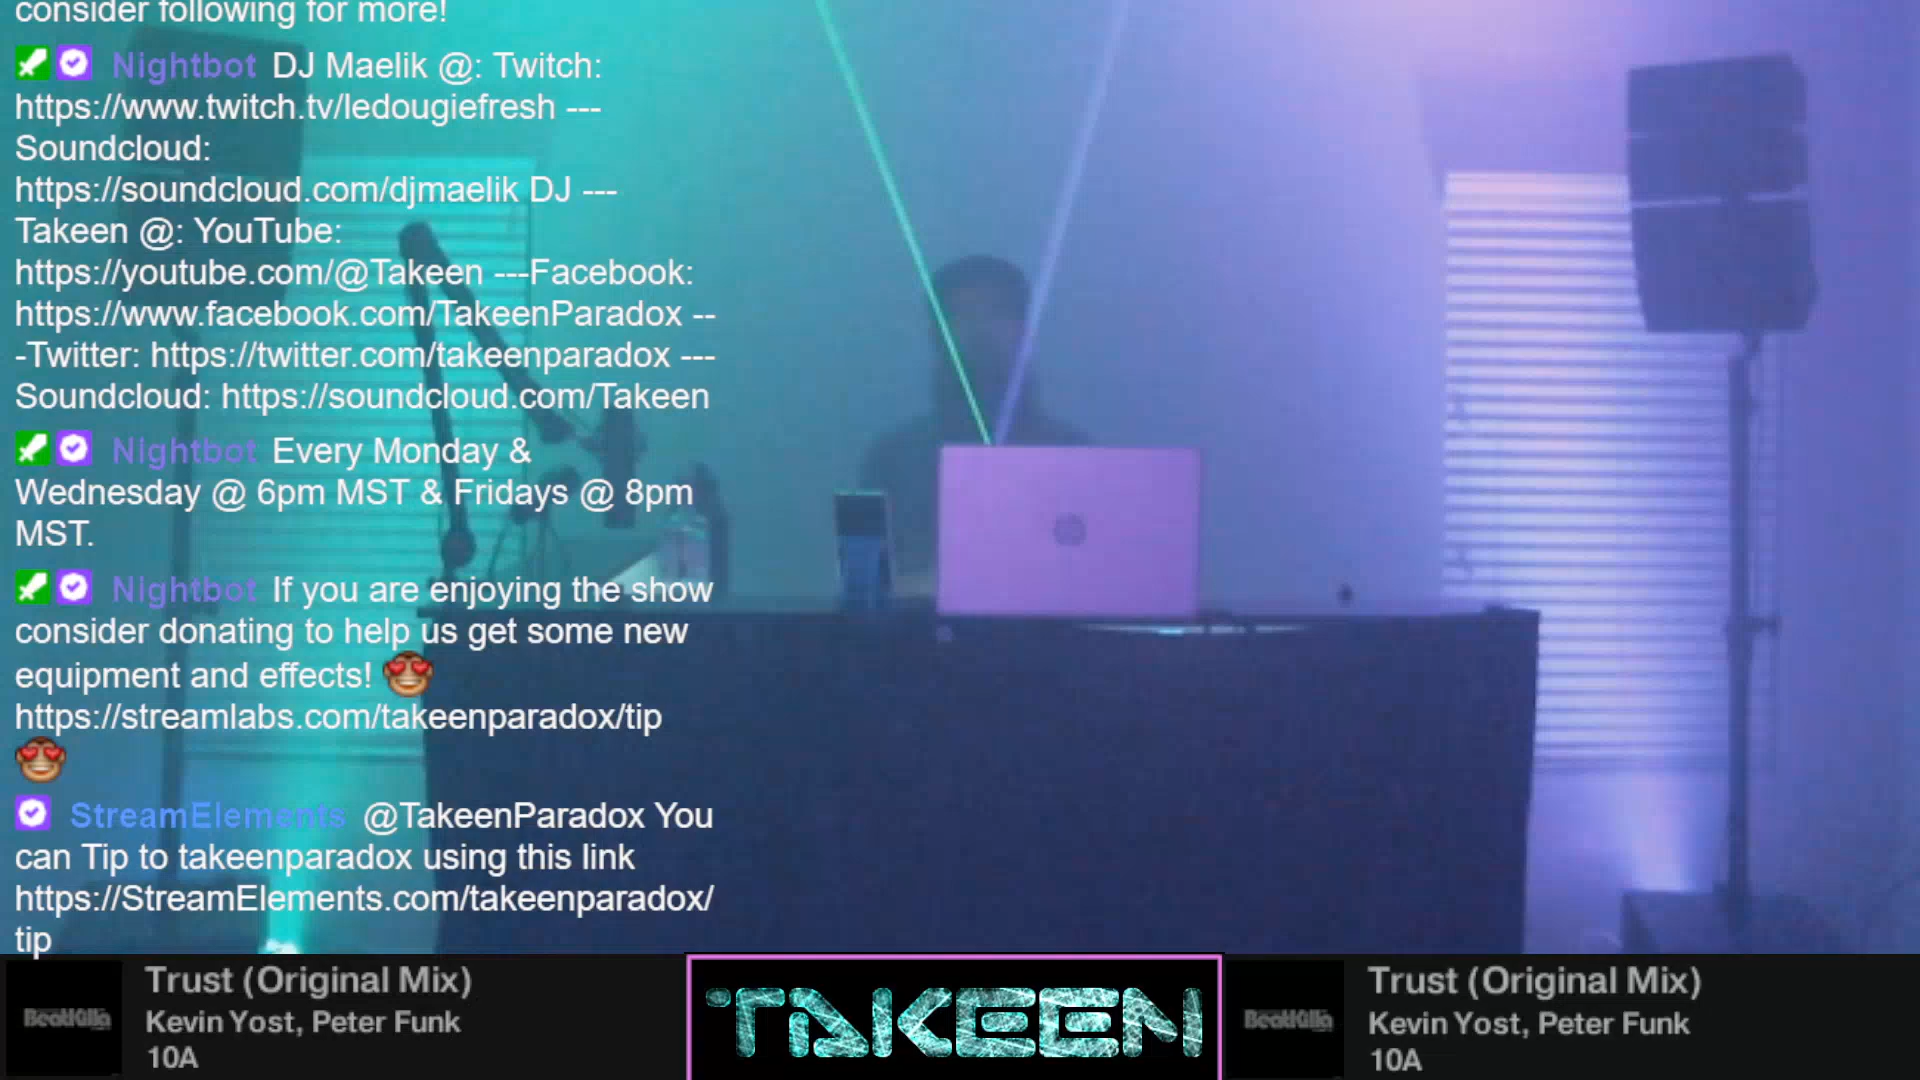 consider following for more!
Nightbot DJ Maelik @: Twitch:
https://www.twitch.tv/ledougiefresh ---
Soundcloud:
https://soundcloud.com/djmaelik DJ ---
Takeen @: YouTube:
https://youtube.com/@Takeen ---Facebook:
https://www.facebook.com/TakeenParadox --
-Twitter: https://twitter.com/takeenparadox ---
Soundcloud: https://soundcloud.com/Takeen
Nightbot Every Monday &
Wednesday @ 6pm MST & Fridays @ 8pm
MST.
Nightbot If you are enjoying the show
consider donating to help us get some new
equipment and effects!
https://streamlabs.com/takeenparadox/tip
StreamElements @TakeenParadox You
can Tip to takeenparadox using this link
https://StreamElements.com/takeenparadox/
tip
BeatKilla
Trust (Original Mix)
Kevin Yost, Peter Funk
10A
TAKEEN
BeatKilla
Trust (Original Mix)
Kevin Yost, Peter Funk
10A